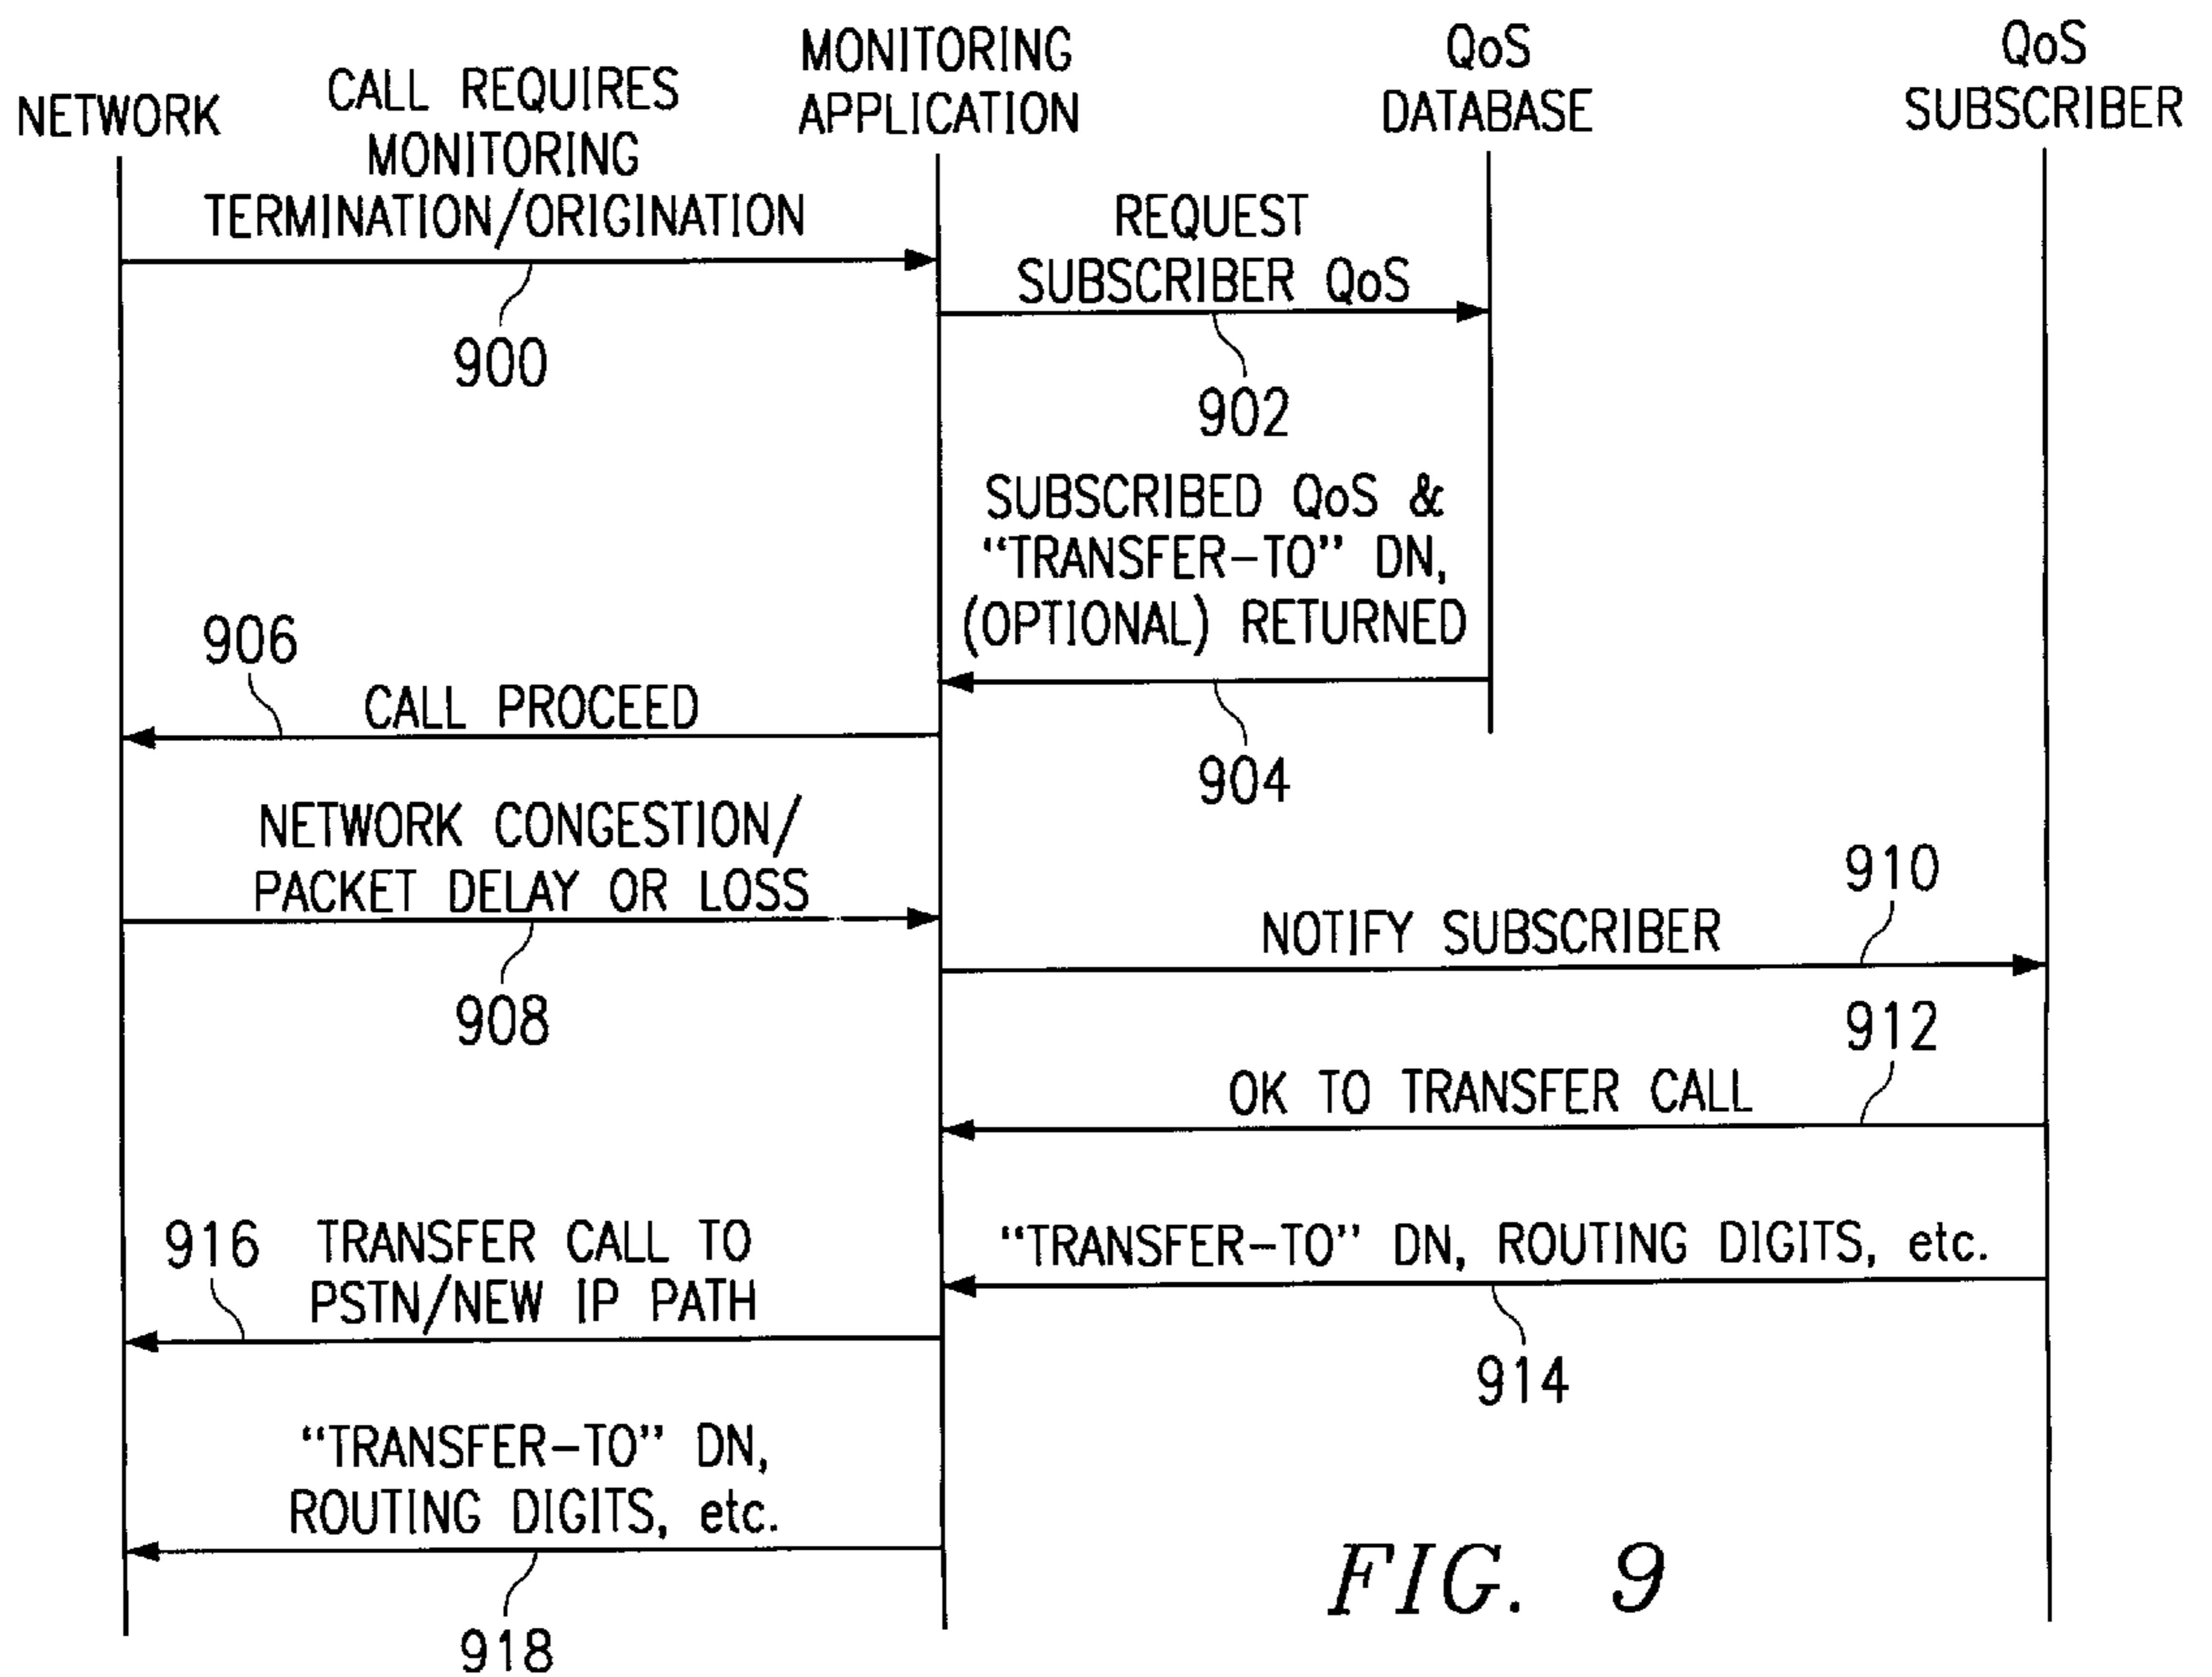 NETWORK
CALL REQUIRES
MONITORING
TERMINATION/ORIGINATION
MONITORING
APPLICATION
QoS
DATABASE
QoS
SUBSCRIBER
900
REQUEST
SUBSCRIBER QoS
902
SUBSCRIBED QoS &
“TRANSFER–TO” DN,
(OPTIONAL) RETURNED
904
906
CALL PROCEED
NETWORK CONGESTION/
PACKET DELAY OR LOSS
908
910
NOTIFY SUBSCRIBER
912
OK TO TRANSFER CALL
“TRANSFER–TO” DN, ROUTING DIGITS, etc.
914
916
TRANSFER CALL TO
PSTN/NEW IP PATH
“TRANSFER–TO” DN,
ROUTING DIGITS, etc.
918
FIG. 9